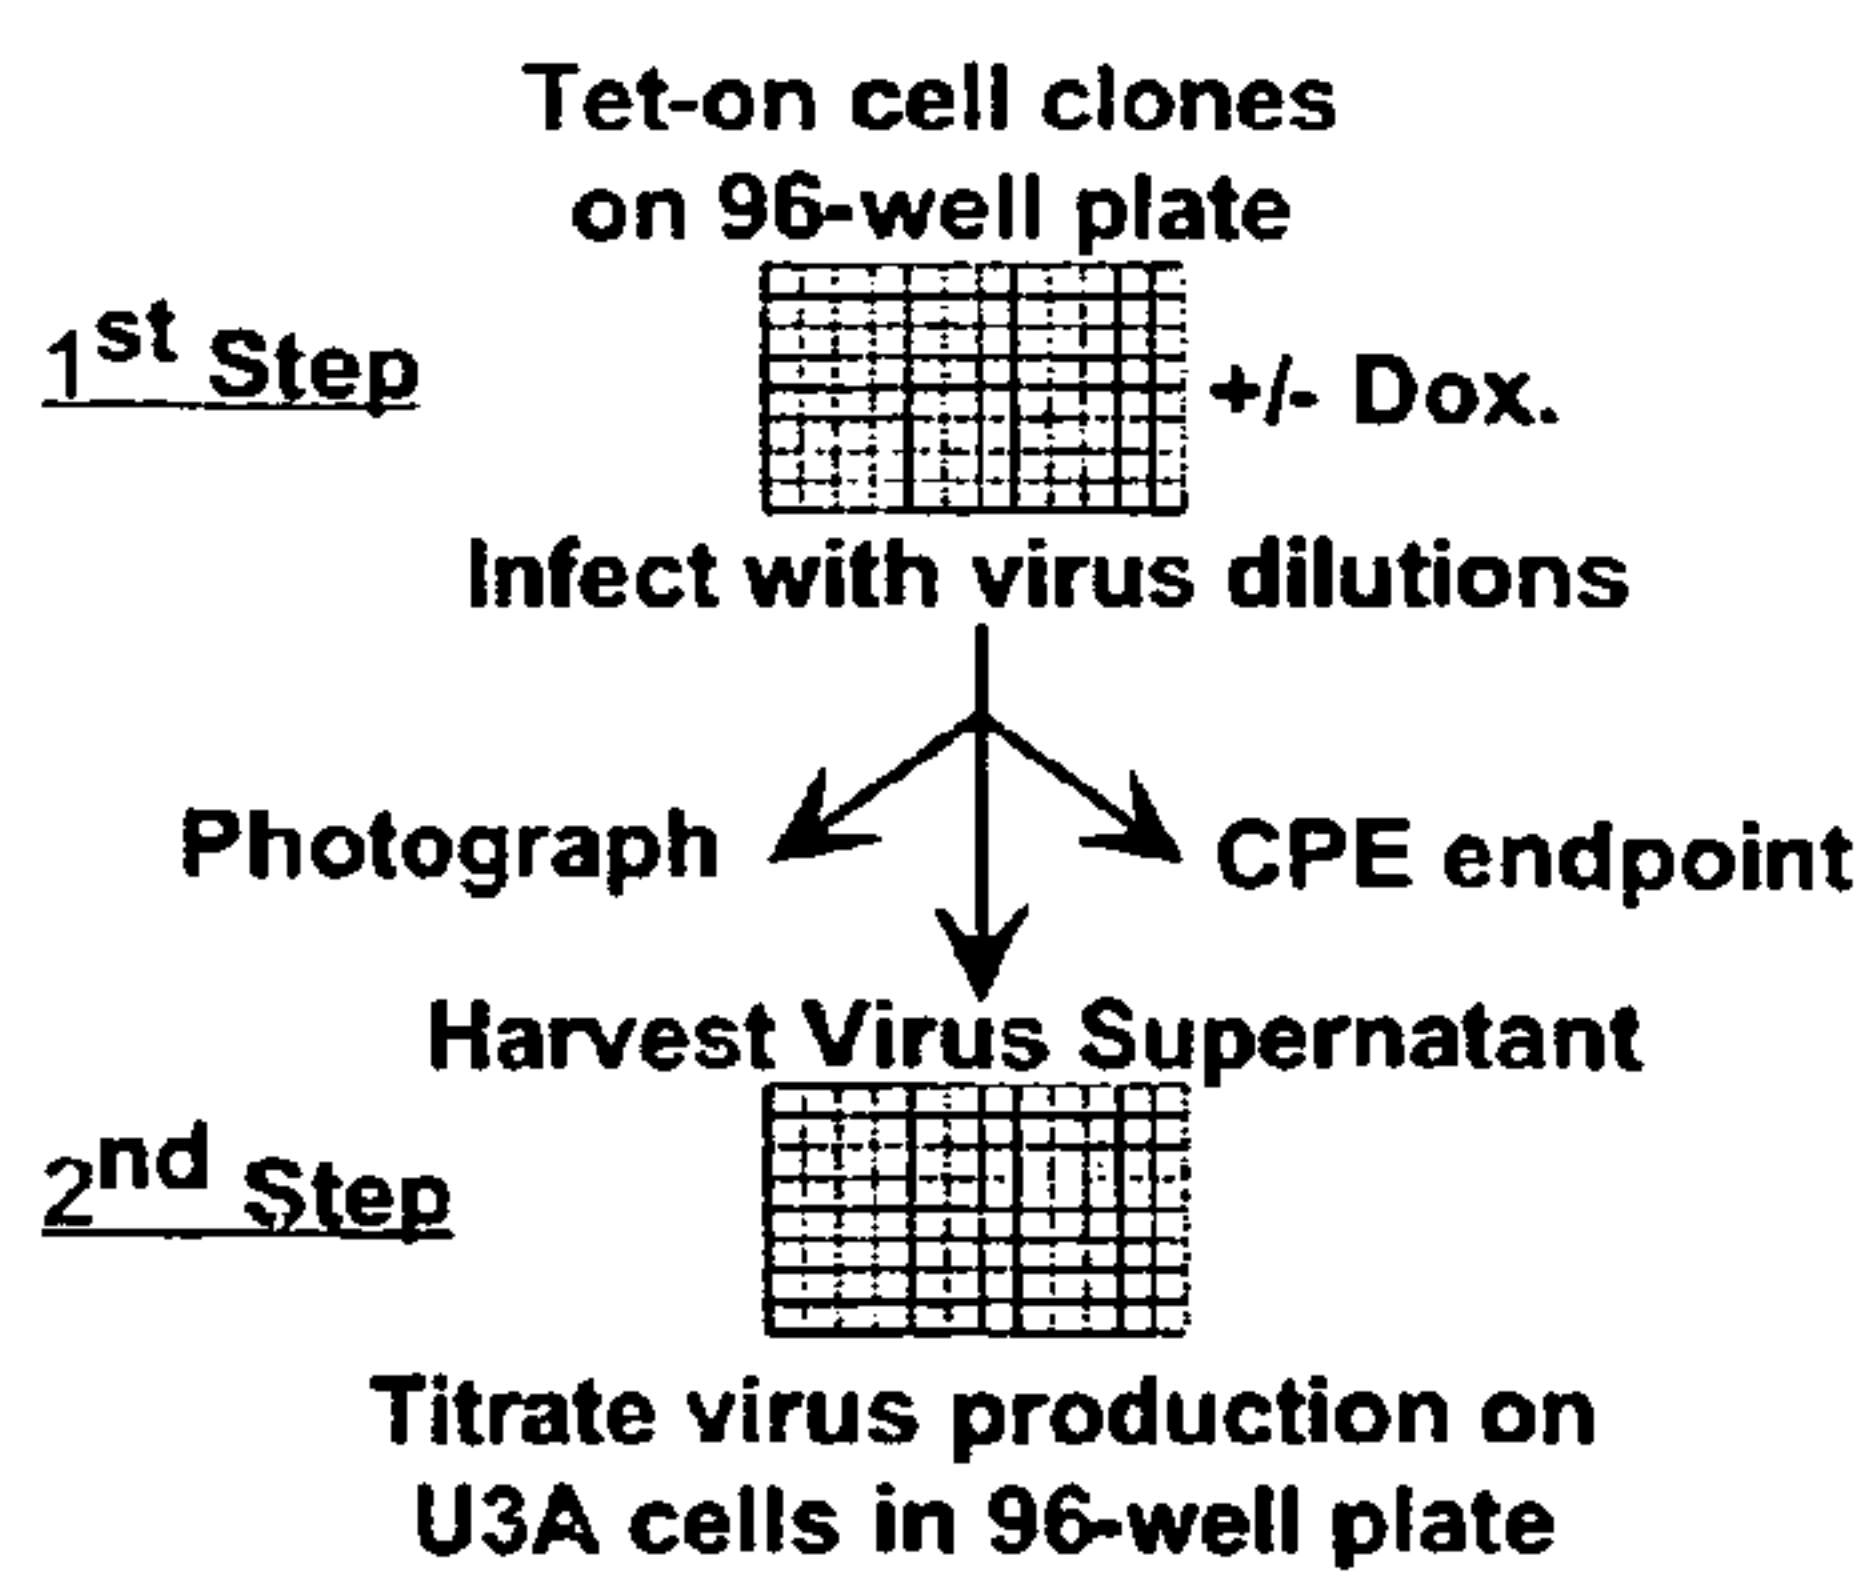 Tet-on cell clones
on 96-well plate
1st Step
+/- Dox.
Infect with virus dilutions
Photograph
CPE endpoint
Harvest Virus Supernatant
2nd Step
Titrate virus production on
U3A cells in 96-well plate